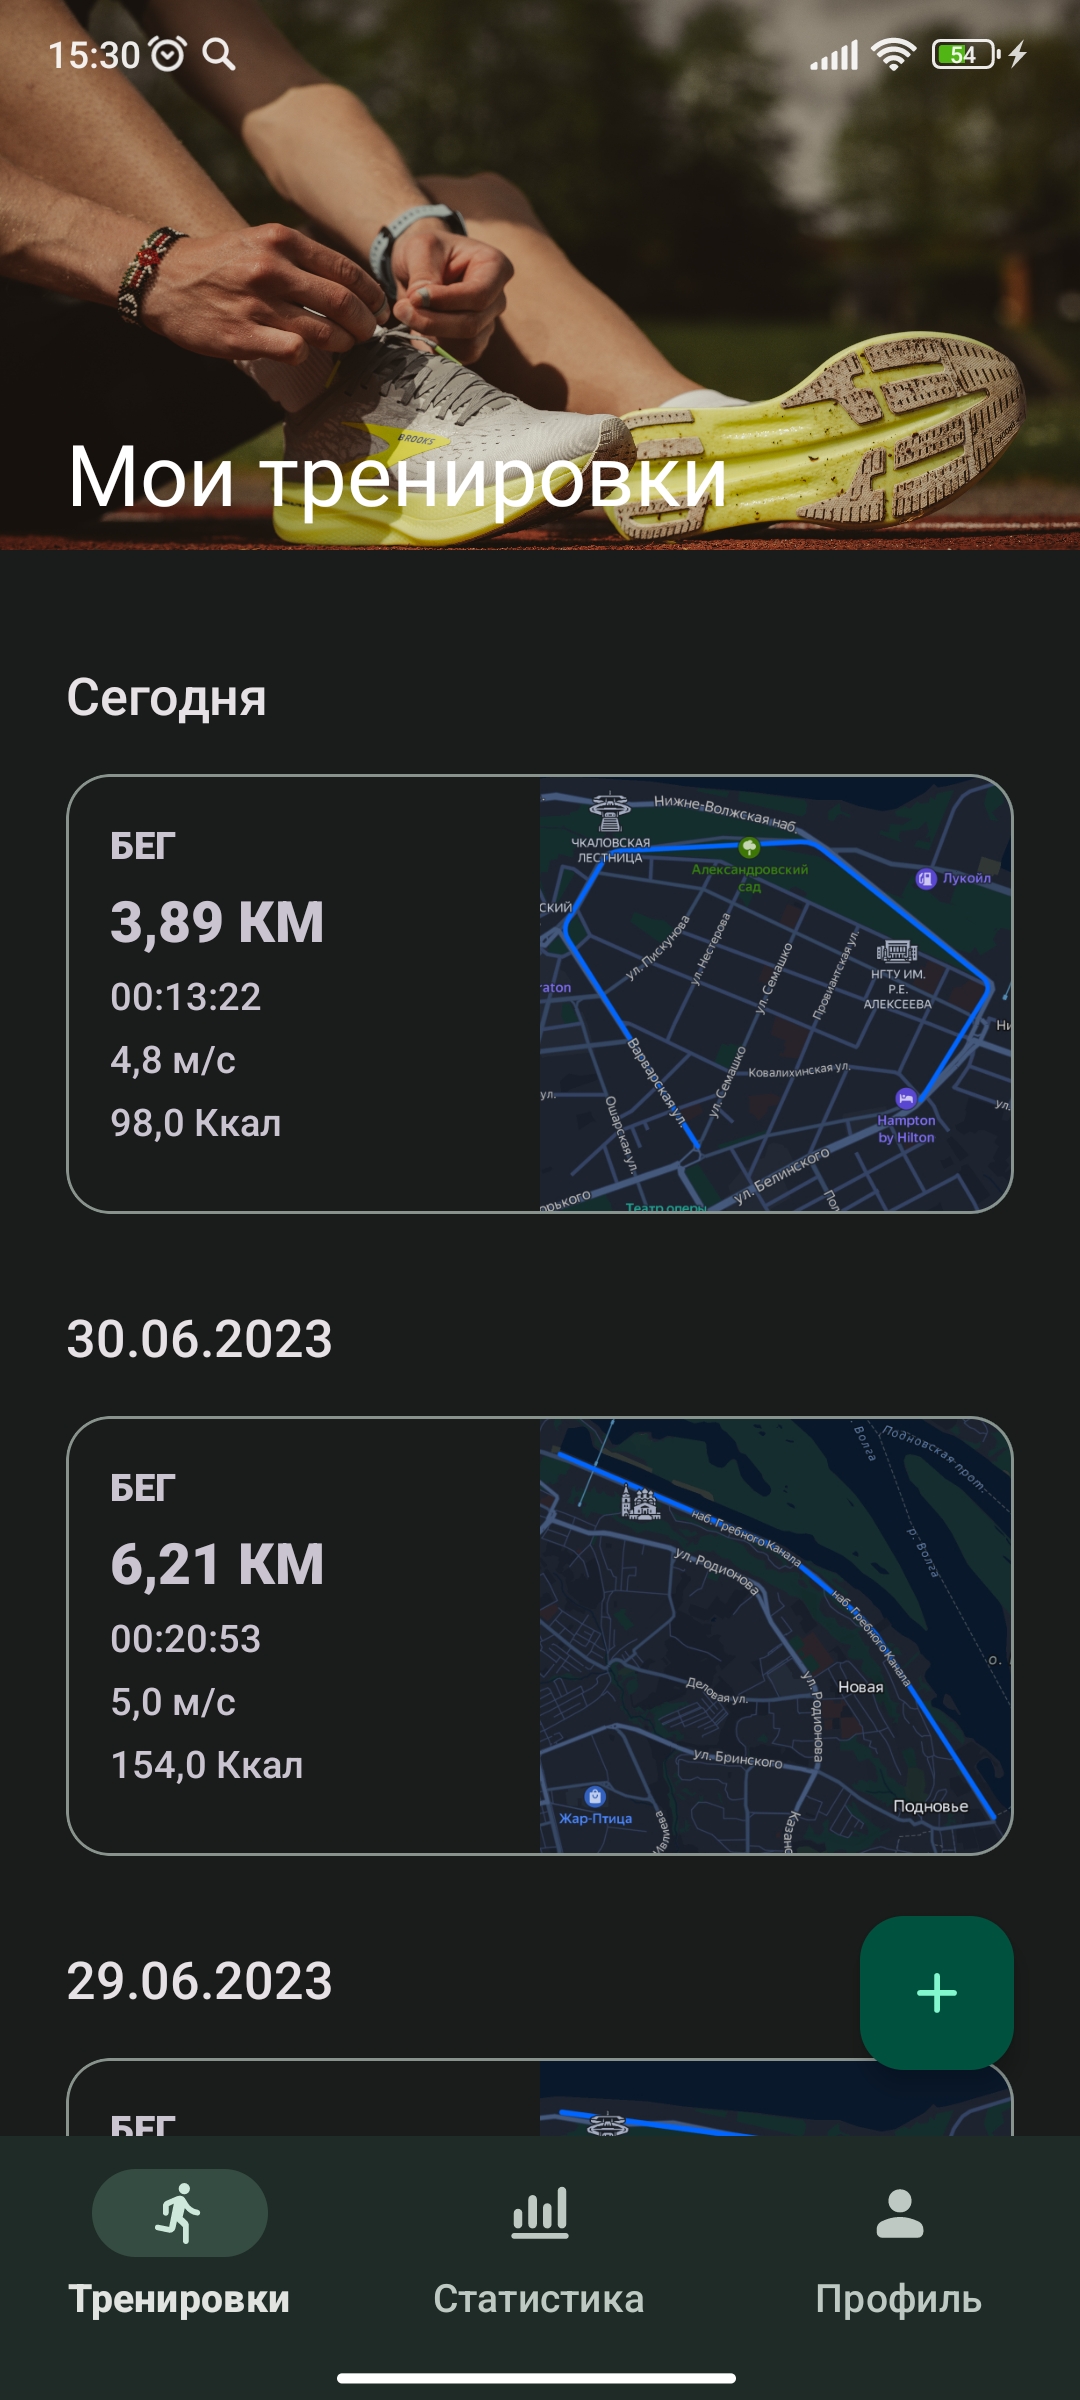 15:30
54
BROOKS
Мои тренировки
Сегодня
БЕГ
3,89 КМ
00:13:22
4,8 м/с
98,0 Ккал
Нижне-Волжская наб.
ЧКАЛОВСКАЯ
ЛЕСТНИЦА
Александровский
сад
Лукойл
ский
ул. Пискунова
ул. Нестерова
ул. Семашко
Провиантская ул.
НГТУ ИМ.
Р.Е.
АЛЕКСЕЕВА
raton
Ни
Варварская ул.
ул. Семашко
Ковалихинская ул.
ул.
Ошарская ул.
Hampton
by Hilton
ул.
ул. Белинского
орького
Пол
Театр оперы
30.06.2023
БЕГ
6,21 КМ
00:20:53
5,0 м/с
154,0 Ккал
Волга
Подновская прот.
наб. Гребного Канала
р. Волга
ул. Родионова
наб. Гребного Канала
о.
Деловая ул.
ул. Родионова
Новая
ул. Бринского
Жар-Птица
Подновье
Казанс
29.06.2023
БЕГ
Тренировки
Статистика
Профиль